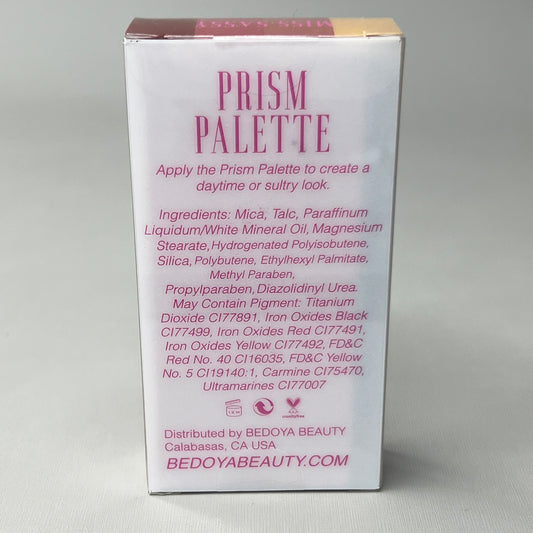 MISS SASSY
PRISM
PALETTE
Apply the Prism Palette to create a
daytime or sultry look.
Ingredients: Mica, Talc, Paraffinum
Liquidum/White Mineral Oil, Magnesium
Stearate, Hydrogenated Polyisobutene,
Silica, Polybutene, Ethylhexyl Palmitate,
Methyl Paraben,
Propylparaben, Diazolidinyl Urea.
May Contain Pigment: Titanium
Dioxide CI77891, Iron Oxides Black
CI77499, Iron Oxides Red CI77491,
Iron Oxides Yellow CI77492, FD&C
Red No. 40 CI16035, FD&C Yellow
No. 5 CI19140:1, Carmine CI75470,
Ultramarines CI77007
crueltyfree
Distributed by BEDOYA BEAUTY
Calabasas, CA USA
BEDOYABEAUTY.COM